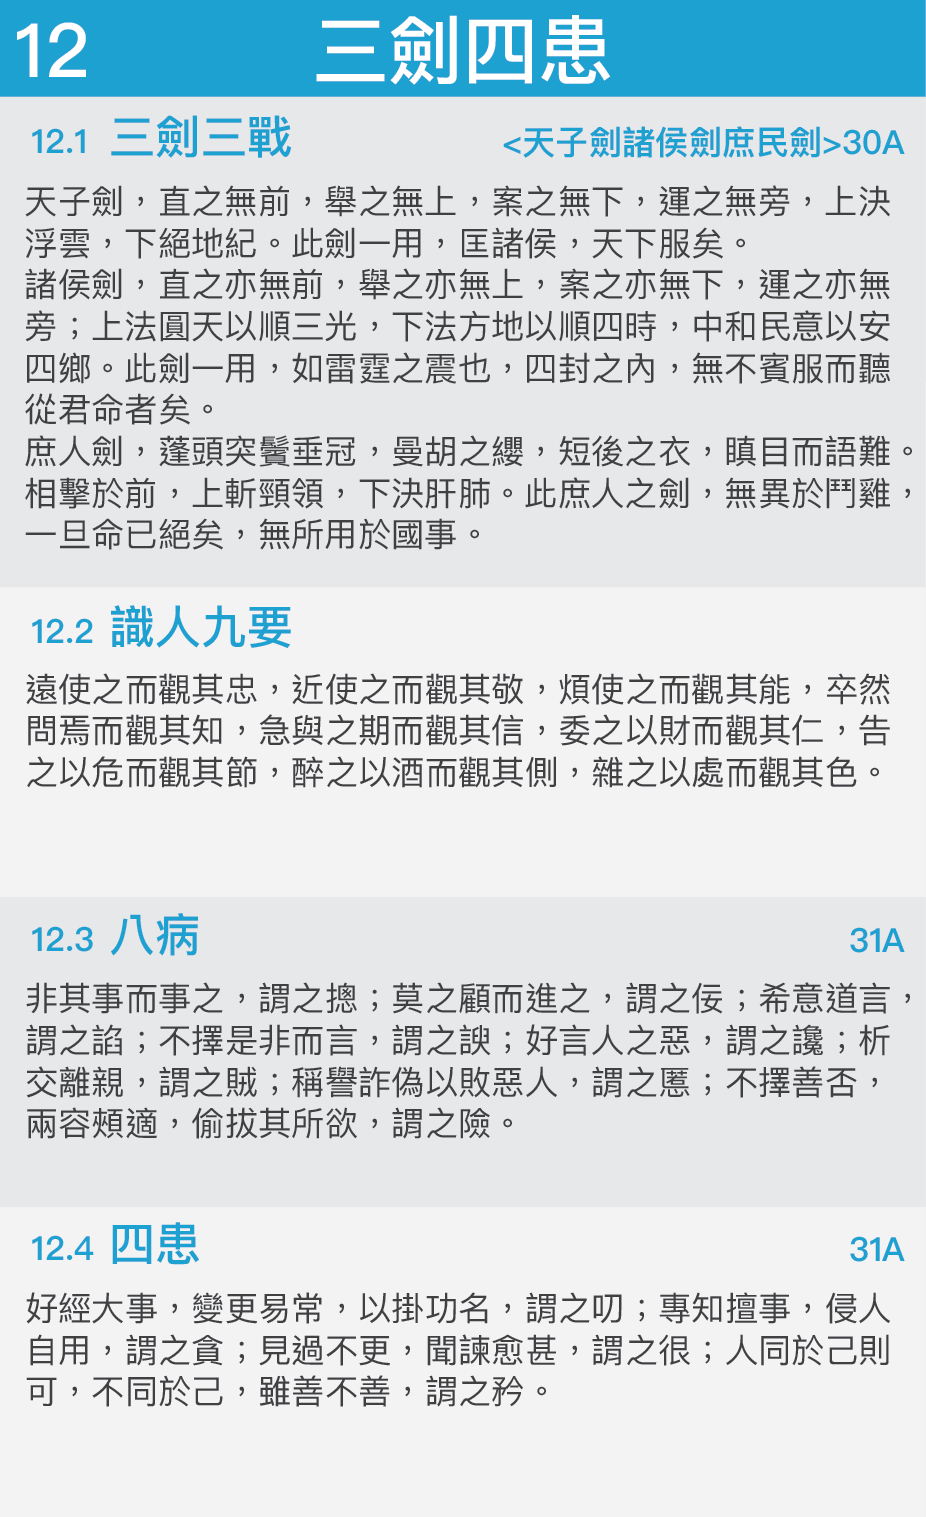 12 三劍四患
12.1 三劍三戰 <天子劍諸侯劍庶民劍>30A
天子劍，直之無前，舉之無上，案之無下，運之無旁，上決
浮雲，下絕地紀。此劍一用，匡諸侯，天下服矣。
諸侯劍，直之亦無前，舉之亦無上，案之亦無下，運之亦無
旁；上法圓天以順三光，下法方地以順四時，中和民意以安
四鄉。此劍一用，如雷霆之震也，四封之內，無不賓服而聽
從君命者矣。
庶人劍，蓬頭突鬢垂冠，曼胡之纓，短後之衣，瞋目而語難。
相擊於前，上斬頸領，下決肝肺。此庶人之劍，無異於鬥雞，
一旦命已絕矣，無所用於國事。
12.2 識人九要
遠使之而觀其忠，近使之而觀其敬，煩使之而觀其能，卒然
問焉而觀其知，急與之期而觀其信，委之以財而觀其仁，告
之以危而觀其節，醉之以酒而觀其側，雜之以處而觀其色。
12.3 八病 31A
非其事而事之，謂之摠；莫之顧而進之，謂之佞；希意道言，
謂之諂；不擇是非而言，謂之諛；好言人之惡，謂之讒；析
交離親，謂之賊；稱譽詐偽以敗惡人，謂之慝；不擇善否，
兩容頰適，偷拔其所欲，謂之險。
12.4 四患 31A
好經大事，變更易常，以掛功名，謂之叨；專知擅事，侵人
自用，謂之貪；見過不更，聞諫愈甚，謂之很；人同於己則
可，不同於己，雖善不善，謂之矜。